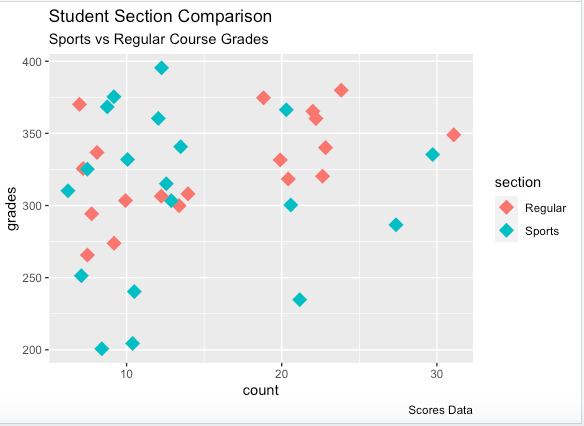 Student Section Comparison
Sports vs Regular Course Grades
400
350
300
250
200
grades
10 20 30
count
section
Regular
Sports
Scores Data